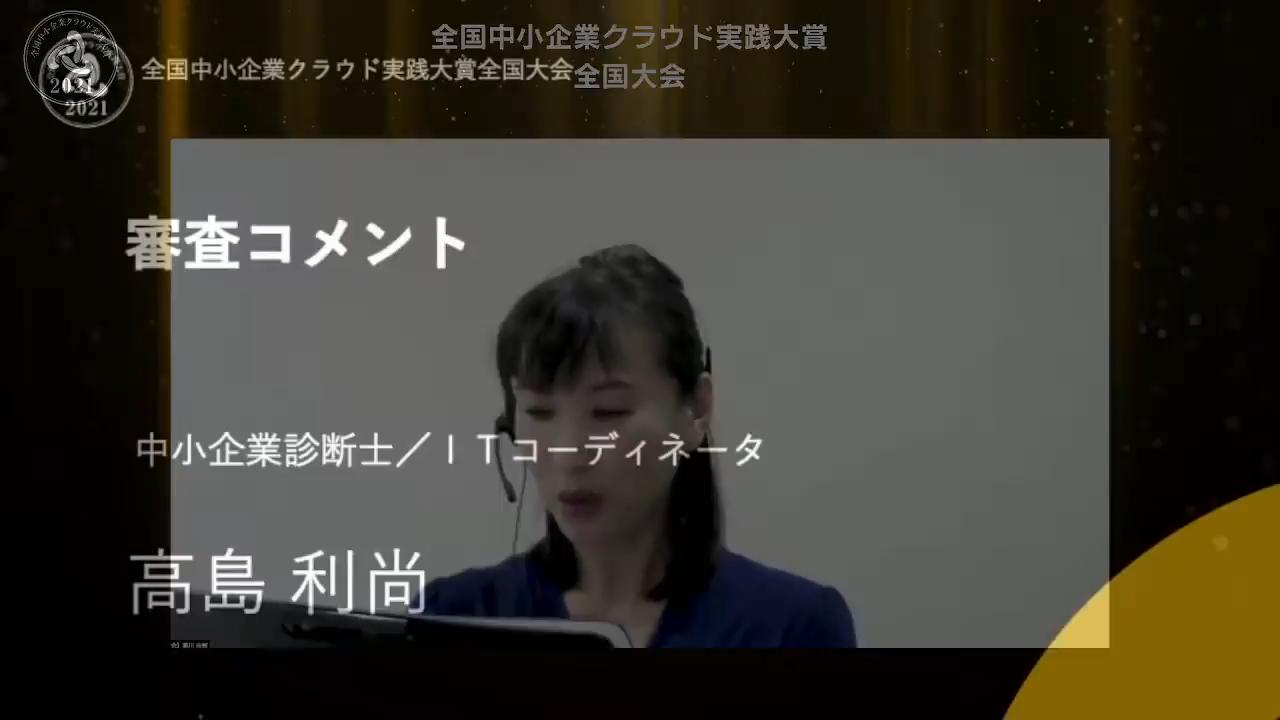 全国中小企業クラウド実践大賞
全国大会
全国中小企業クラウド実践大賞全国大会
2021
2021
審査コメント
中小企業診断士／ＩＴコーディネータ
高島 利尚